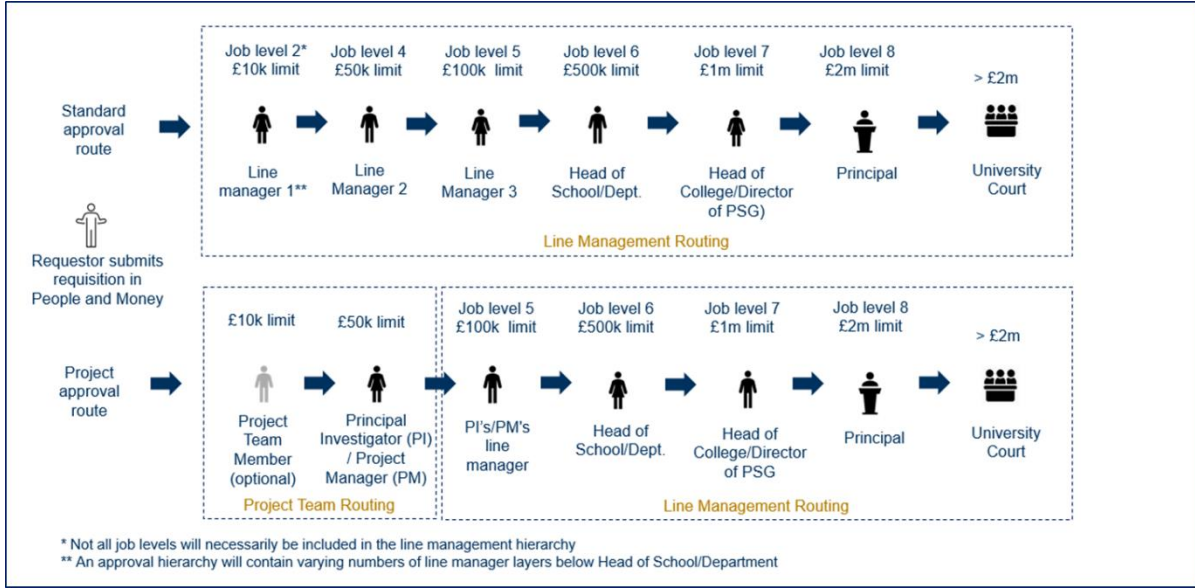 Job level 2*
£10k limit
Job level 4
£50k limit
Job level 5
£100k  limit
Job level 6
£500k limit
Job level 7
£1m limit
Job level 8
£2m limit
> £2m
Standard
approval
route
Line
manager 1**
Line
Manager 2
Line
Manager 3
Head of
School/Dept.
Head of
College/Director
of PSG)
Principal
University
Court
Line Management Routing
Requestor submits
requisition in
People and Money
£10k limit
£50k limit
Job level 5
£100k  limit
Job level 6
£500k limit
Job level 7
£1m limit
Job level 8
£2m limit
> £2m
Project
approval
route
Project
Team
Member
(optional)
Principal
Investigator (PI)
/ Project
Manager (PM)
PI's/PM's
line
manager
Head of
School/Dept.
Head of
College/Director
of PSG
Principal
University
Court
Project Team Routing
Line Management Routing
* Not all job levels will necessarily be included in the line management hierarchy
** An approval hierarchy will contain varying numbers of line manager layers below Head of School/Department